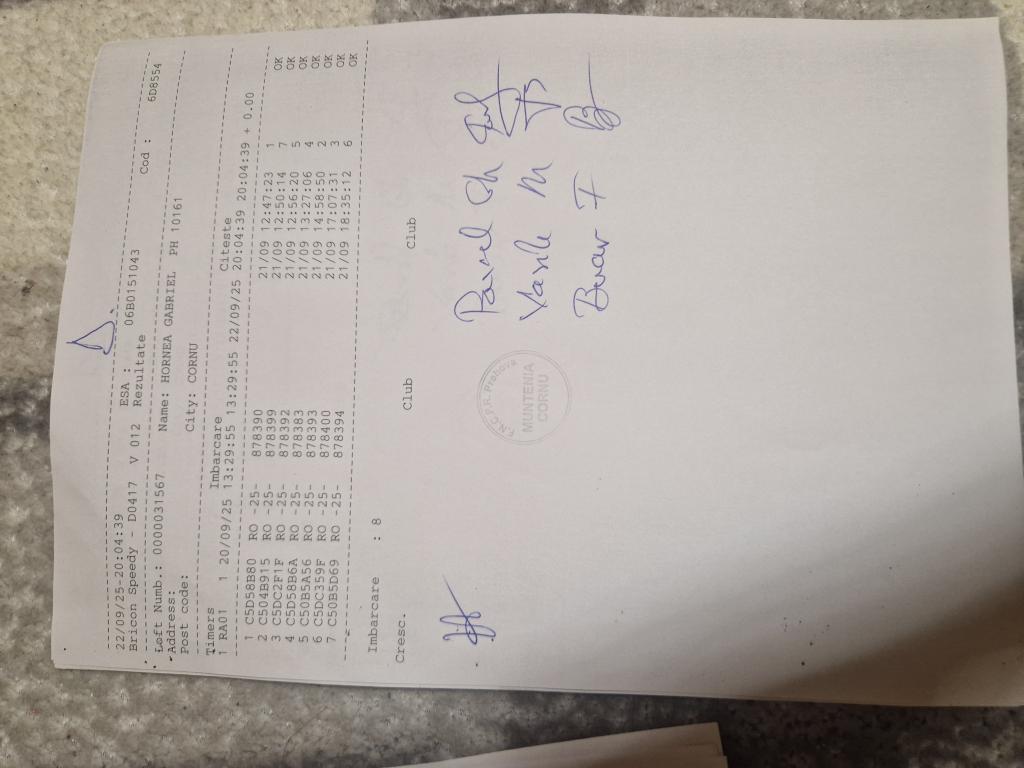 22/09/25-20:04:39
Bricon Speedy - D0417 V 012 ESA : 06B0151043
Rezultate Cod : 6D8554
Loft Numb.: 0000031567 Name: HORNEA GABRIEL PH 10161
Address:
Post code: City: CORNU
Timers Imbarcare Citeste
1 RA01 1 20/09/25 13:29:55 13:29:55 22/09/25 20:04:39 20:04:39 + 0.00
1 C5D58B80 RO -25- 878390 21/09 12:47:23 1 OK
2 C504B915 RO -25- 878399 21/09 12:50:14 7 OK
3 C5DC2F1F RO -25- 878392 21/09 12:56:20 5 OK
4 C5D58B6A RO -25- 878383 21/09 13:27:06 4 OK
5 C50B5A56 RO -25- 878393 21/09 14:58:50 2 OK
6 C5DC359F RO -25- 878400 21/09 17:07:31 3 OK
7 C50B5D69 RO -25- 878394 21/09 18:35:12 6 OK
Imbarcare : 8
Cresc. Club Club
F.N.C.P.R. Prahova
MUNTENIA
CORNU
Pavel Gh
Vasile M
F